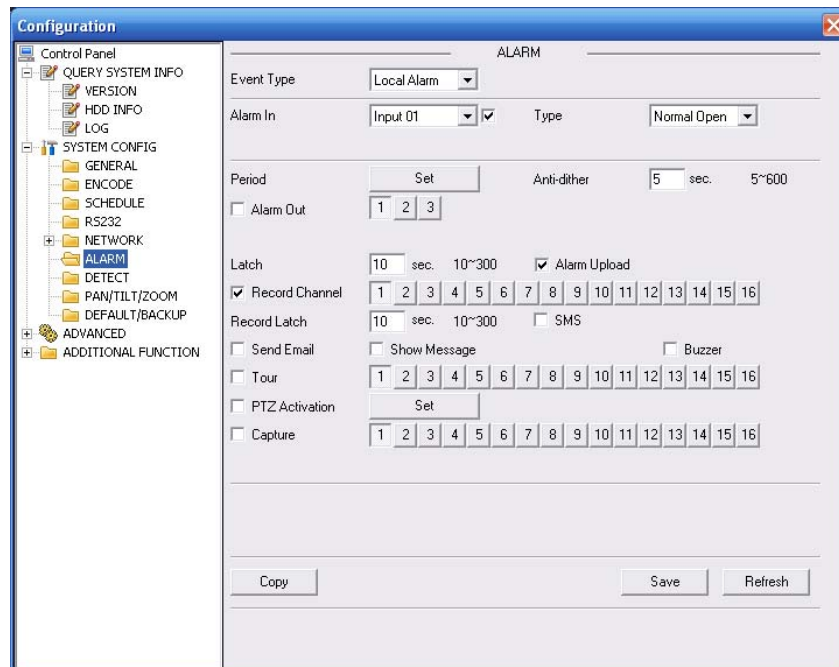 Configuration
Control Panel
QUERY SYSTEM INFO
VERSION
HDD INFO
LOG
SYSTEM CONFIG
GENERAL
ENCODE
SCHEDULE
RS232
NETWORK
ALARM
DETECT
PAN/TILT/ZOOM
DEFAULT/BACKUP
ADVANCED
ADDITIONAL FUNCTION
ALARM
Event Type Local Alarm
Alarm In Input 01 Type Normal Open
Period Set Anti-dither 5 sec. 5~600
Alarm Out 1 2 3
Latch 10 sec. 10~300 Alarm Upload
Record Channel 1 2 3 4 5 6 7 8 9 10 11 12 13 14 15 16
Record Latch 10 sec. 10~300 SMS
Send Email Show Message Buzzer
Tour 1 2 3 4 5 6 7 8 9 10 11 12 13 14 15 16
PTZ Activation Set
Capture 1 2 3 4 5 6 7 8 9 10 11 12 13 14 15 16
Copy Save Refresh